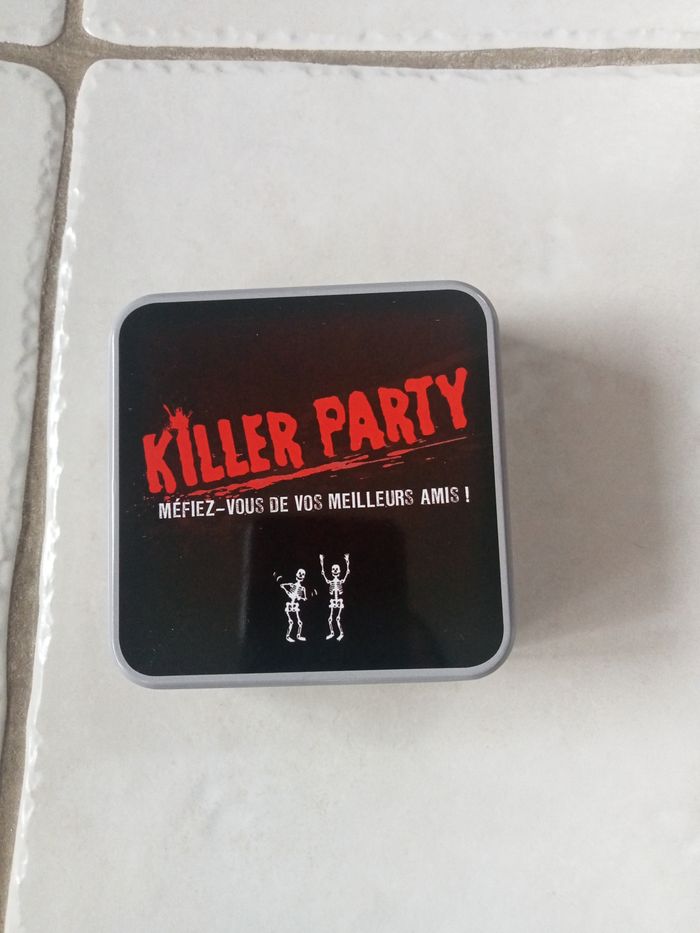 KILLER PARTY
MÉFIEZ-VOUS DE VOS MEILLEURS AMIS !